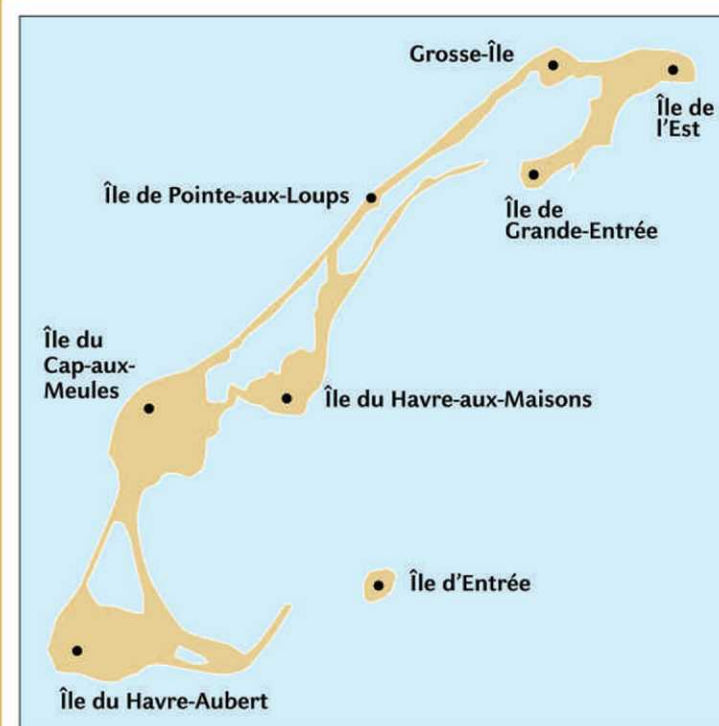 Grosse-Île
Île de
l'Est
Île de Pointe-aux-Loups
Île de
Grande-Entrée
Île du
Cap-aux-
Meules
Île du Havre-aux-Maisons
Île d'Entrée
Île du Havre-Aubert